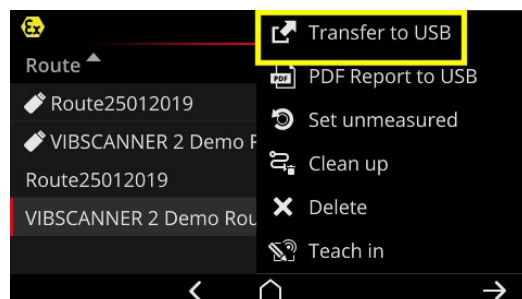 Ex
Route
Route25012019
VIBSCANNER 2 Demo R
Route25012019
VIBSCANNER 2 Demo Rou
Transfer to USB
PDF Report to USB
PDF
Set unmeasured
Clean up
Delete
Teach in